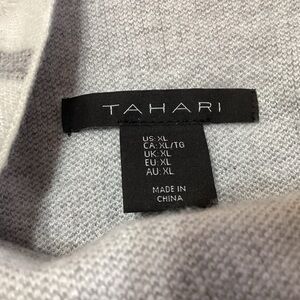 TAHARI
US: XL
CA: XL/TG
UK: XL
EU: XL
AU: XL
MADE IN
CHINA